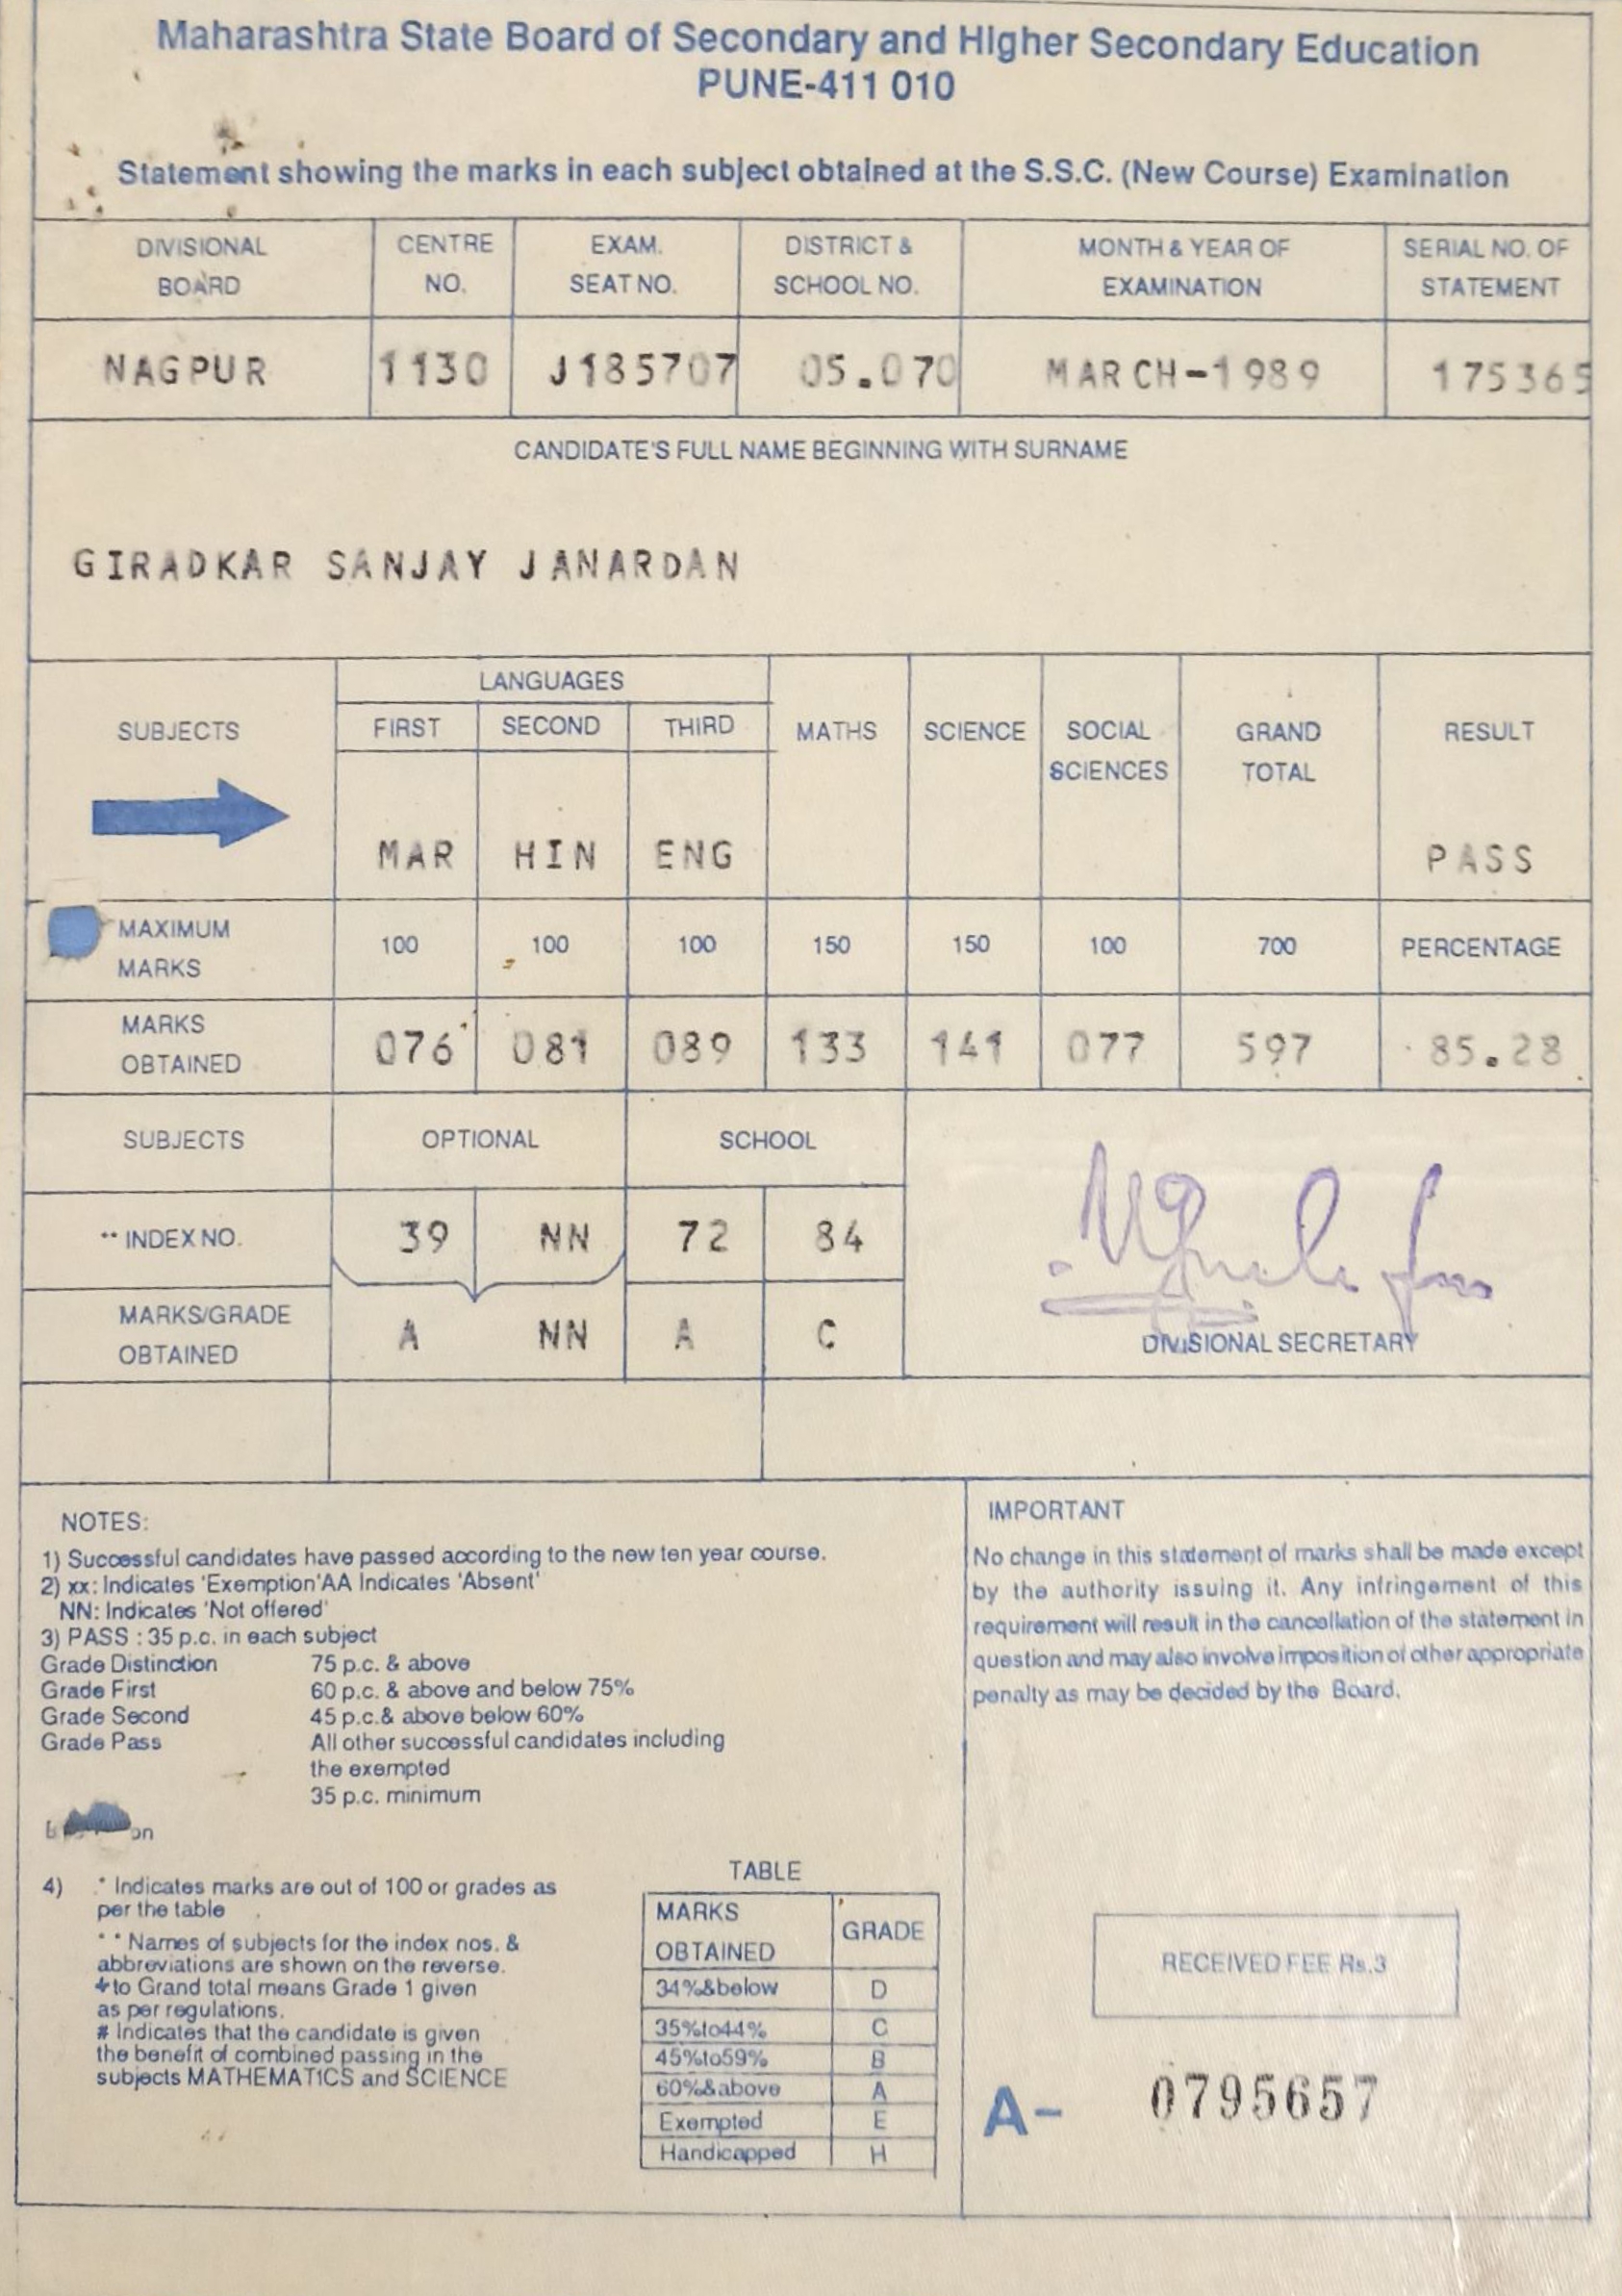 Maharashtra State Board of Secondary and Higher Secondary Education
PUNE-411 010
Statement showing the marks in each subject obtained at the S.S.C. (New Course) Examination
DIVISIONAL BOARD CENTRE NO. EXAM. SEAT NO. DISTRICT & SCHOOL NO. MONTH & YEAR OF EXAMINATION SERIAL NO. OF STATEMENT
NAGPUR 1130 J185707 05.070 MARCH-1989 175365
CANDIDATE'S FULL NAME BEGINNING WITH SURNAME
GIRADKAR SANJAY JANARDAN
LANGUAGES
SUBJECTS FIRST SECOND THIRD MATHS SCIENCE SOCIAL SCIENCES GRAND TOTAL RESULT
MAR HIN ENG PASS
MAXIMUM MARKS 100 100 100 150 150 100 700 PERCENTAGE
MARKS OBTAINED 076 081 089 133 141 077 597 85.28
SUBJECTS OPTIONAL SCHOOL
** INDEX NO. 39 NN 72 84
MARKS/GRADE OBTAINED A NN A C
DIVISIONAL SECRETARY
NOTES:
1) Successful candidates have passed according to the new ten year course.
2) xx: Indicates 'Exemption' AA Indicates 'Absent'
NN: Indicates 'Not offered'
3) PASS : 35 p.c. in each subject
Grade Distinction 75 p.c. & above
Grade First 60 p.c. & above and below 75%
Grade Second 45 p.c.& above below 60%
Grade Pass All other successful candidates including
the exempted
35 p.c. minimum
4) * Indicates marks are out of 100 or grades as
per the table
** Names of subjects for the index nos. &
abbreviations are shown on the reverse.
+to Grand total means Grade 1 given
as per regulations.
# Indicates that the candidate is given
the benefit of combined passing in the
subjects MATHEMATICS and SCIENCE
TABLE
MARKS OBTAINED GRADE
34%&below D
35%to44% C
45%to59% B
60%&above A
Exempted E
Handicapped H
IMPORTANT
No change in this statement of marks shall be made except
by the authority issuing it. Any infringement of this
requirement will result in the cancellation of the statement in
question and may also involve imposition of other appropriate
penalty as may be decided by the Board.
RECEIVED FEE Rs.3
A- 0795657